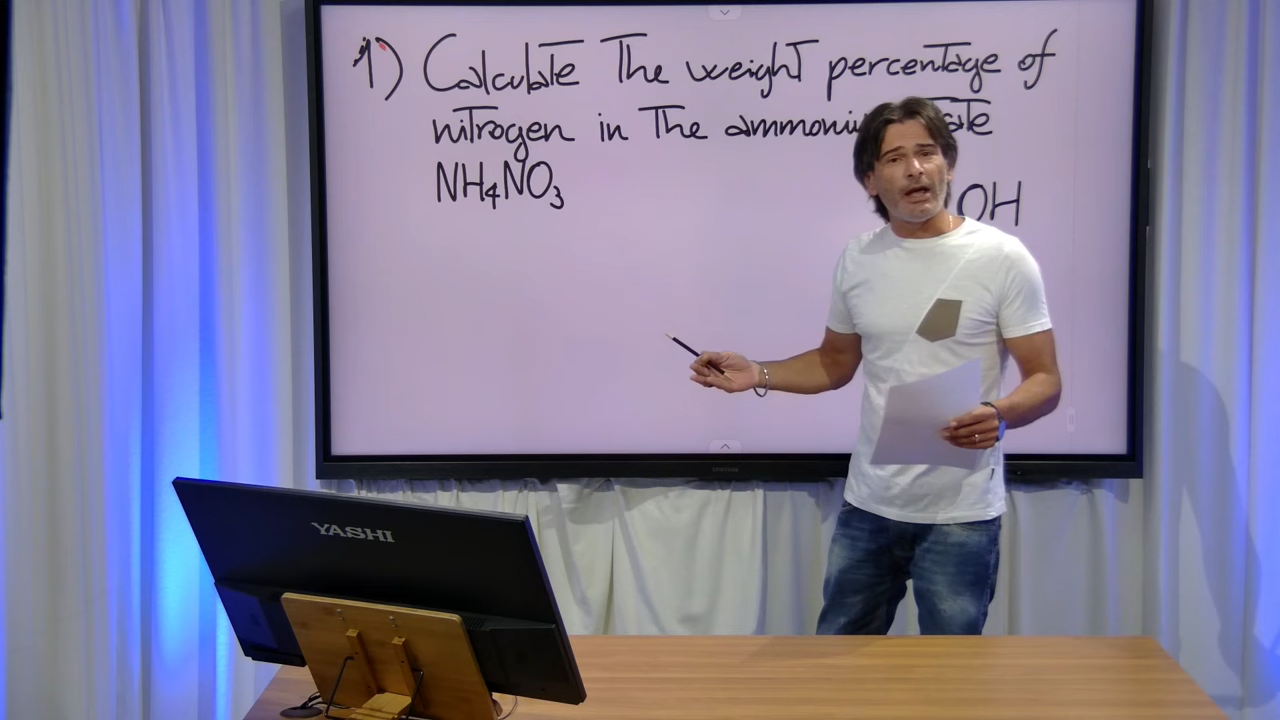 1) Calculate The weight percentage of
nitrogen in The
NH₄NO₃
OH
YASHI